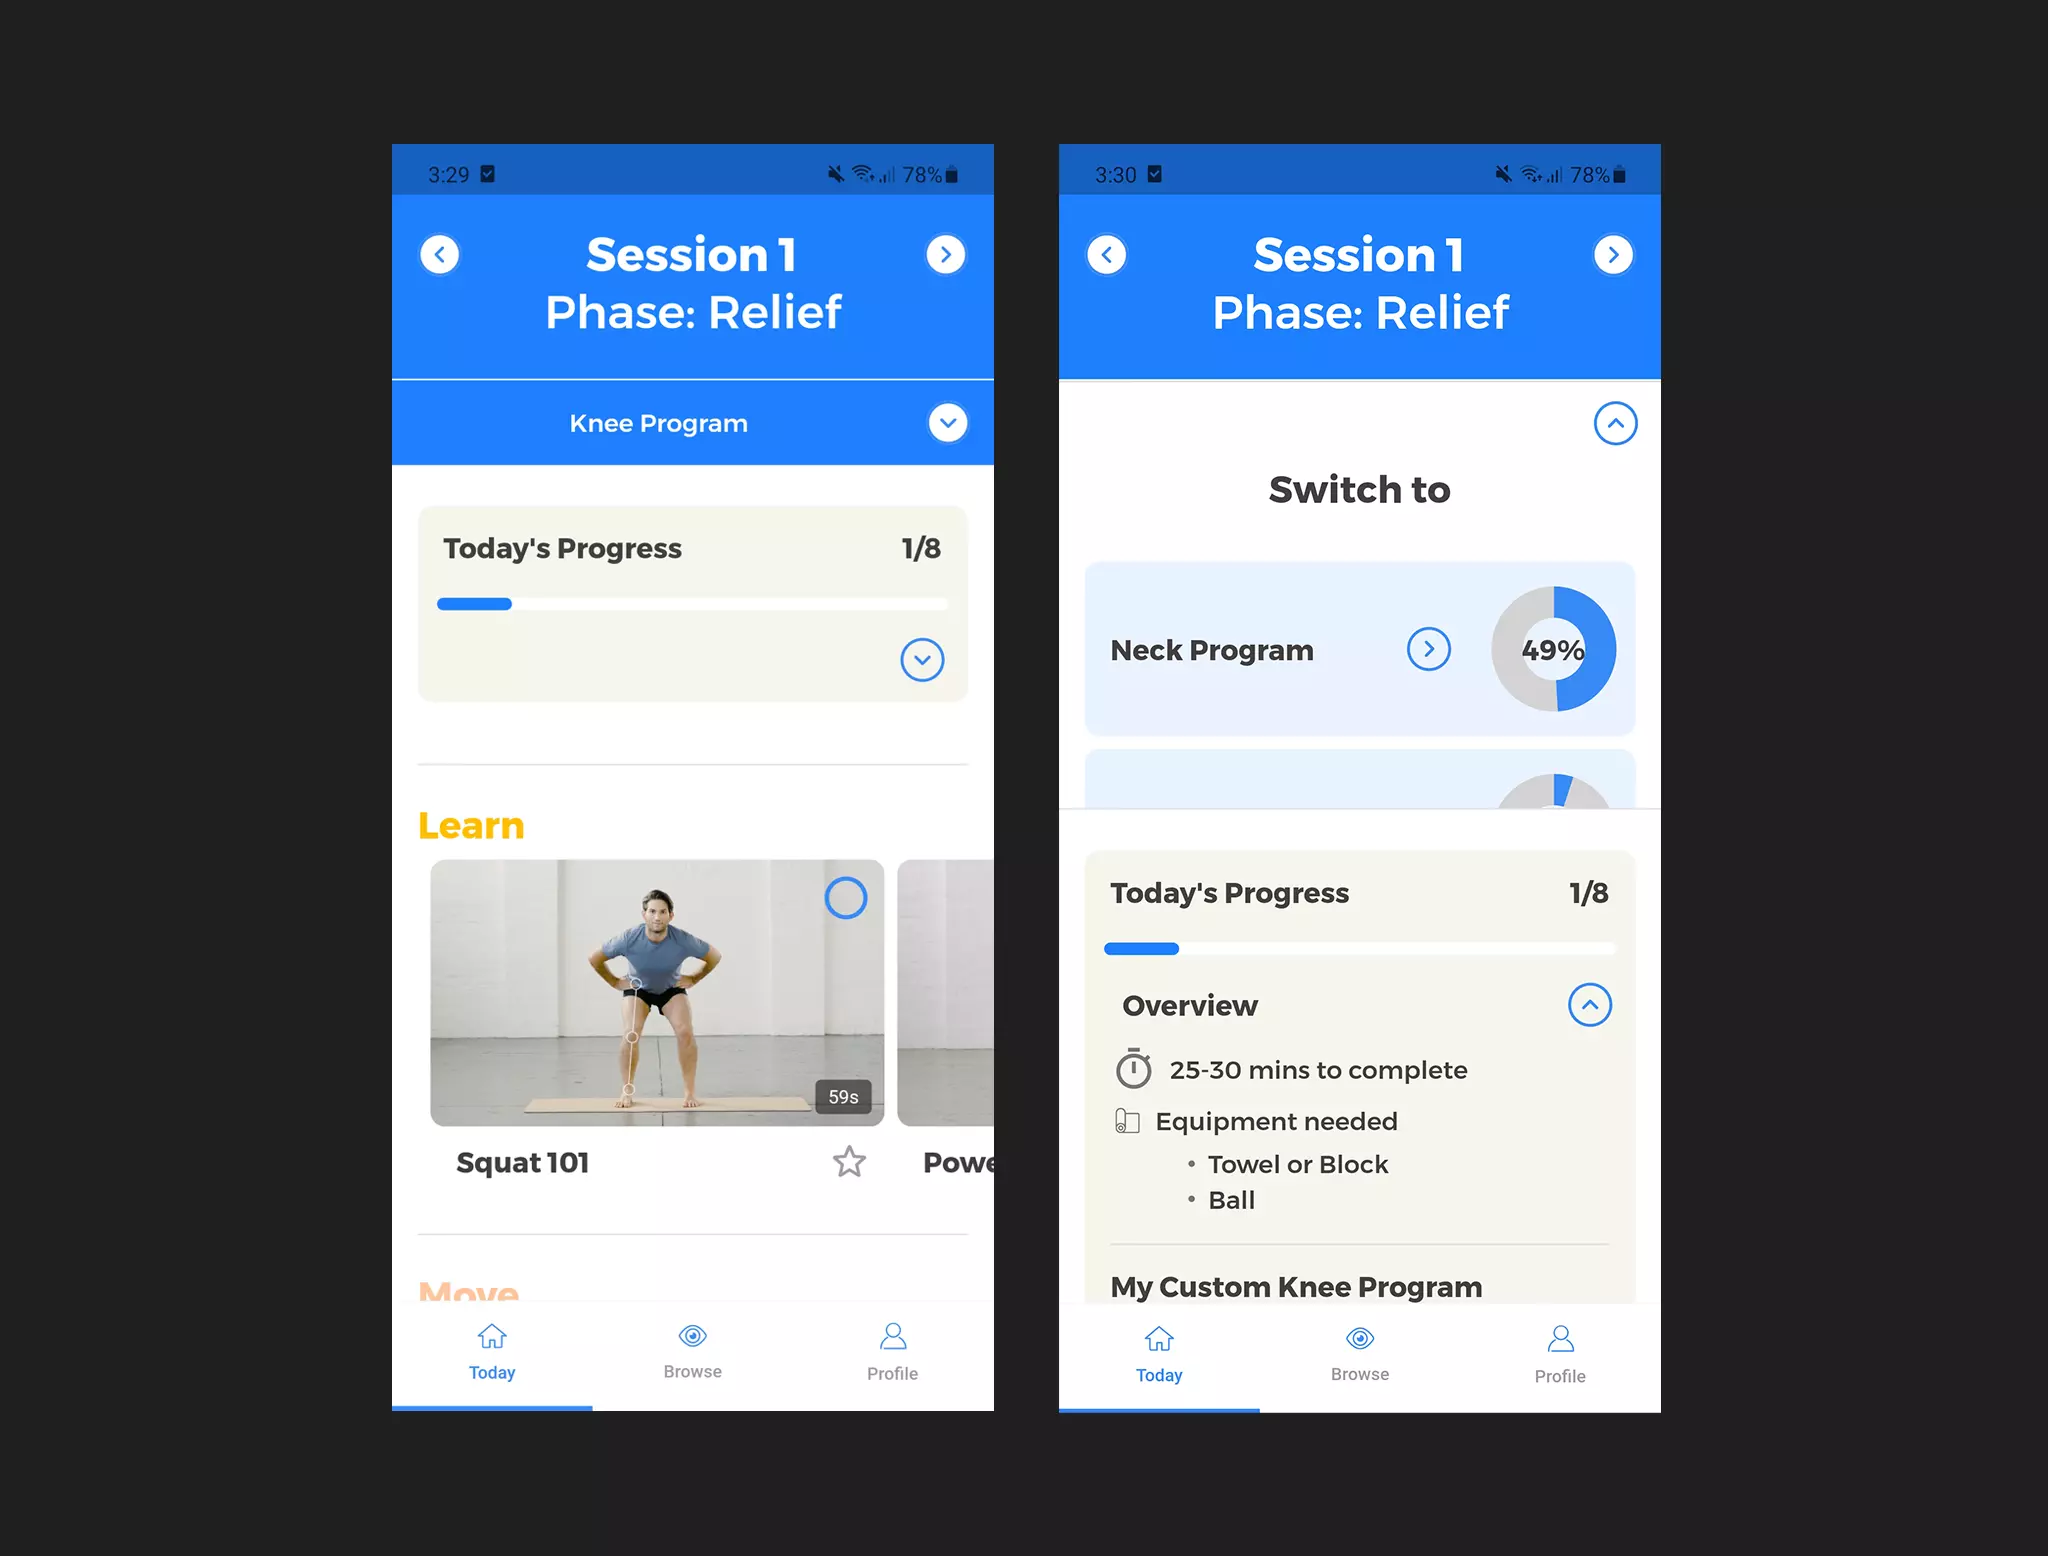 3:29
78%
Session 1
Phase: Relief
Knee Program
Today's Progress
1/8
Learn
59s
Squat 101
Powe
Move
Today
Browse
Profile
3:30
78%
Session 1
Phase: Relief
Switch to
Neck Program
49%
Today's Progress
1/8
Overview
25-30 mins to complete
Equipment needed
• Towel or Block
• Ball
My Custom Knee Program
Today
Browse
Profile